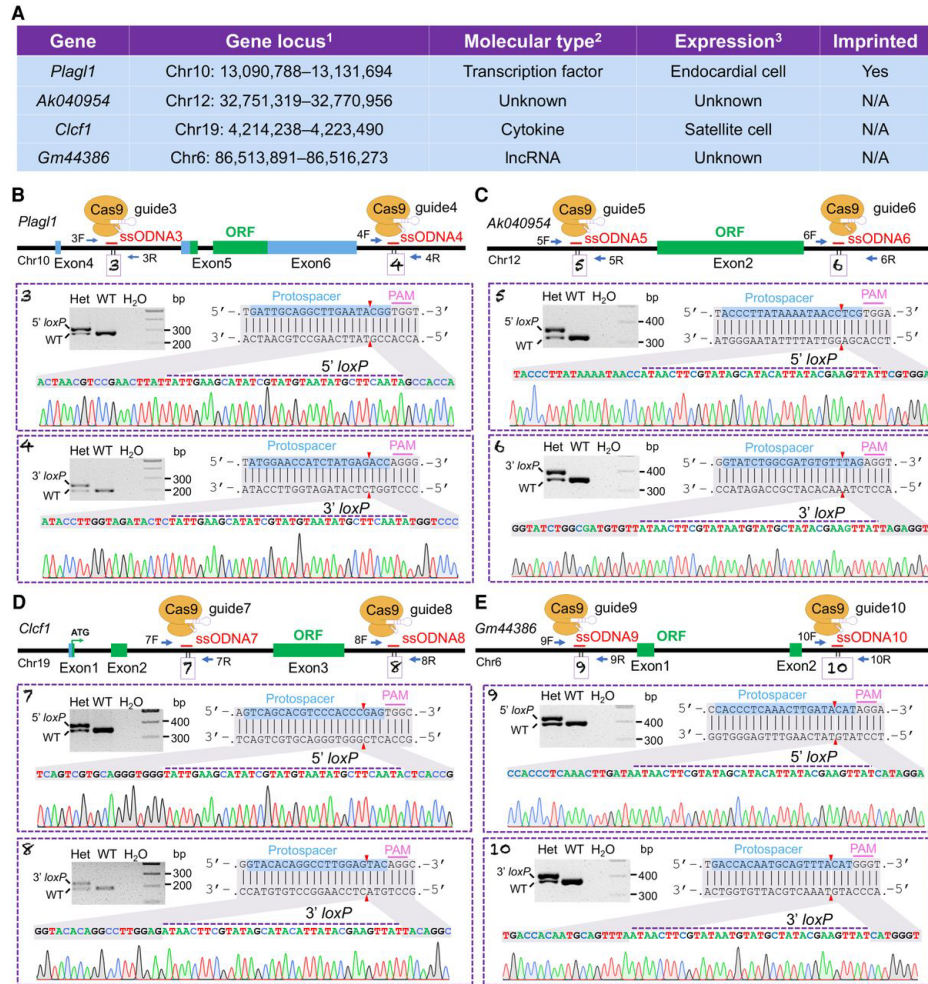 A
Gene Gene locus¹ Molecular type² Expression³ Imprinted
Plagl1 Chr10: 13,090,788–13,131,694 Transcription factor Endocardial cell Yes
Ak040954 Chr12: 32,751,319–32,770,956 Unknown Unknown N/A
Clcf1 Chr19: 4,214,238–4,223,490 Cytokine Satellite cell N/A
Gm44386 Chr6: 86,513,891–86,516,273 lncRNA Unknown N/A
B
Plagl1
Cas9 guide3
Cas9 guide4
3F ssODNA3
ORF
4F ssODNA4
Chr10 Exon4 3 3R Exon5 Exon6 4 4R
3
Het WT H₂O bp
5' loxP
WT
300
200
Protospacer PAM
5′ -.TGATTGCAGGCTTGAATACGGTGGT.-3′
3′ -.ACTAACGTCCGAACTTATGCCACCA.-5′
5' loxP
ACTAACGTCCGAACTTATTATTGAAGCATATCGTATGTAATATGCTTCAATAGCCACCA
4
Het WT H₂O bp
3' loxP
WT
300
200
Protospacer PAM
5′ -.TATGGAACCATCTATGAGACCAGGG.-3′
3′ -.ATACCTTGGTAGATACTCTGGTCCC.-5′
3' loxP
ATACCTTGGTAGATACTCTATTGAAGCATATCGTATGTAATATGCTTCAATATGGTCCC
C
Ak040954
Cas9 guide5
Cas9 guide6
5F ssODNA5
ORF
6F ssODNA6
Chr12 5 5R Exon2 6 6R
5
Het WT H₂O bp
5' loxP
WT
400
300
Protospacer PAM
5′ -.TACCCTTATAAAATAACCTCGTGGA.-3′
3′ -.ATGGGAATATTTTATTGGAGCACCT.-5′
5' loxP
TACCCTTATAAAATAACCATAACTTCGTATAGCATACATTATACGAAGTTATTCGTGGA
6
Het WT H₂O bp
3' loxP
WT
400
300
Protospacer PAM
5′ -.GGTATCTGGCGATGTGTTTAGAGGT.-3′
3′ -.CCATAGACCGCTACACAAATCTCCA.-5′
3' loxP
GGTATCTGGCGATGTGTTATAACTTCGTATAATGTATGCTATACGAAGTTATTAGAGGT
D
Clcf1
ATG
Cas9 guide7
Cas9 guide8
7F ssODNA7
ORF
8F ssODNA8
Chr19 Exon1 Exon2 7 7R Exon3 8 8R
7
Het WT H₂O bp
5' loxP
WT
400
300
Protospacer PAM
5′ -.AGTCAGCACGTCCCACCCGAGTGGC.-3′
3′ -.TCAGTCGTGCAGGGTGGGCTCACCG.-5′
5' loxP
TCAGTCGTGCAGGGTGGGTATTGAAGCATATCGTATGTAATATGCTTCAATACTCACCG
8
Het WT H₂O bp
3' loxP
WT
300
200
Protospacer PAM
5′ -.GGTACACAGGCCTTGGAGTACAGGC.-3′
3′ -.CCATGTGTCCGGAACCTCATGTCCG.-5′
3' loxP
GGTACACAGGCCTTGGAGATAACTTCGTATAGCATACATTATACGAAGTTATTACAGGC
E
Gm44386
Cas9 guide9
Cas9 guide10
9F ssODNA9
ORF
10F ssODNA10
Chr6 9 9R Exon1 Exon2 10 10R
9
Het WT H₂O bp
5' loxP
WT
400
300
Protospacer PAM
5′ -.CCACCCTCAAACTTGATACATAGGA.-3′
3′ -.GGTGGGAGTTTGAACTATGTATCCT.-5′
5' loxP
CCACCCTCAAACTTGATAATAACTTCGTATAGCATACATTATACGAAGTTATCATAGGA
10
Het WT H₂O bp
3' loxP
WT
400
300
Protospacer PAM
5′ -.TGACCACAATGCAGTTTACATGGGT.-3′
3′ -.ACTGGTGTTACGTCAAATGTACCCA.-5′
3' loxP
TGACCACAATGCAGTTTAATAACTTCGTATAATGTATGCTATACGAAGTTATCATGGGT